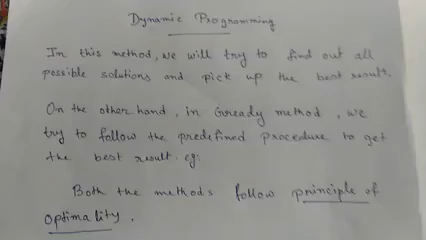 Dynamic Programming
In this method, we will try to find out all
possible solutions and pick up the best result.
On the other hand, in Gready method, we
try to follow the predefined procedure to get
the best result. eg:
Both the methods follow principle of
optimality.